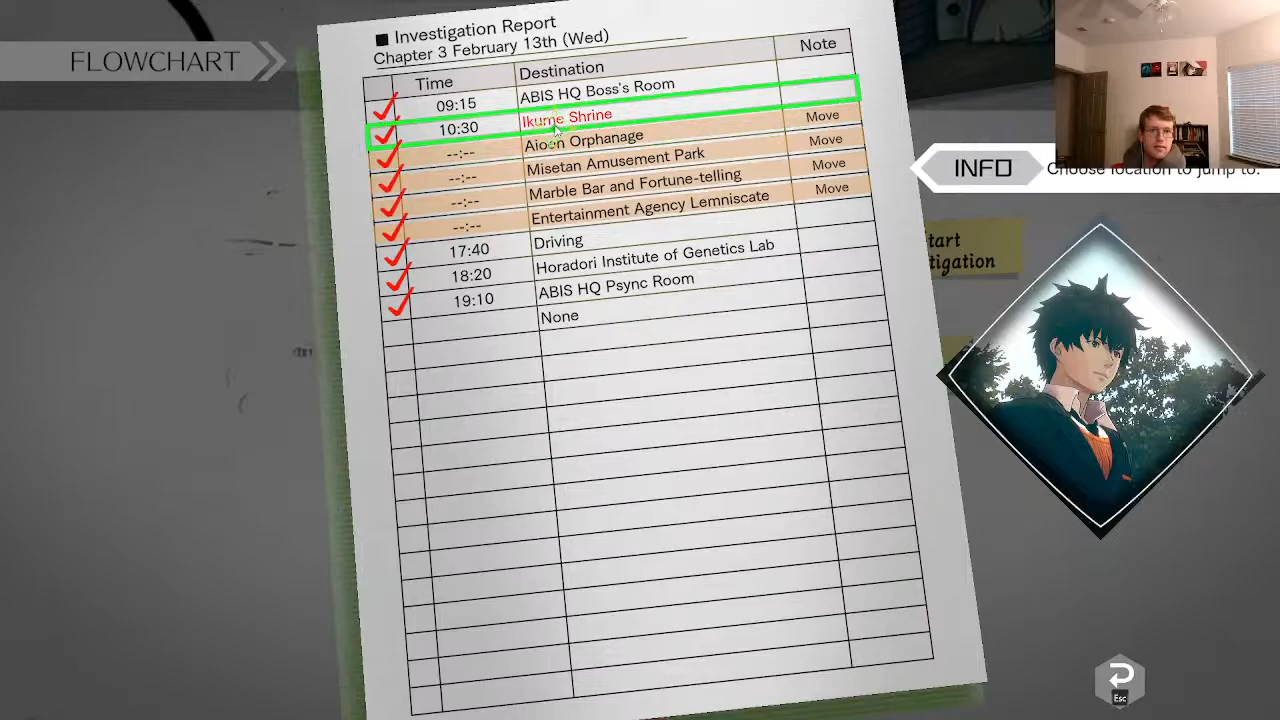 FLOWCHART
■ Investigation Report
Chapter 3 February 13th (Wed)
Time Destination Note
09:15 ABIS HQ Boss's Room
10:30 Ikume Shrine
--:-- Aioen Orphanage Move
--:-- Misetan Amusement Park Move
--:-- Marble Bar and Fortune-telling Move
--:-- Entertainment Agency Lemniscate Move
17:40 Driving
18:20 Horadori Institute of Genetics Lab
19:10 ABIS HQ Psync Room
None
INFO
Choose location to jump to.
tart
tigation
Esc